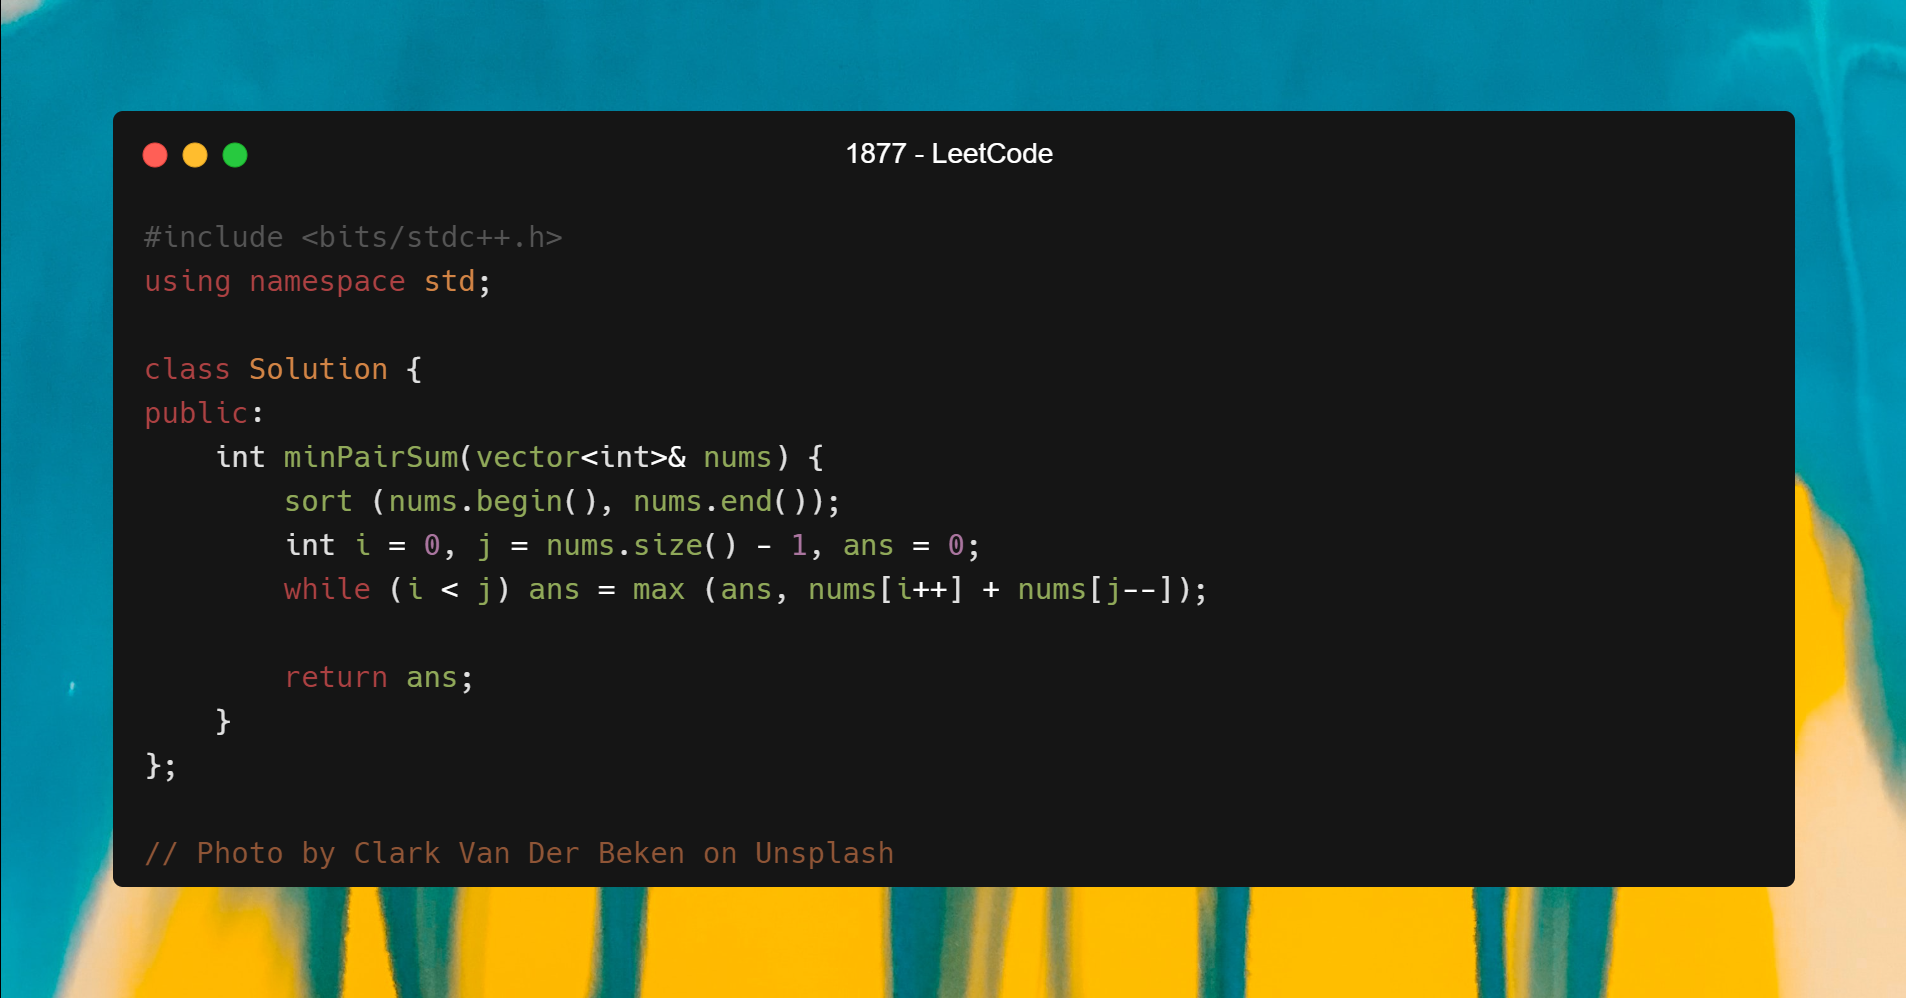 1877 - LeetCode
#include <bits/stdc++.h>
using namespace std;
class Solution {
public:
    int minPairSum(vector<int>& nums) {
        sort (nums.begin(), nums.end());
        int i = 0, j = nums.size() - 1, ans = 0;
        while (i < j) ans = max (ans, nums[i++] + nums[j--]);
        return ans;
    }
};
// Photo by Clark Van Der Beken on Unsplash